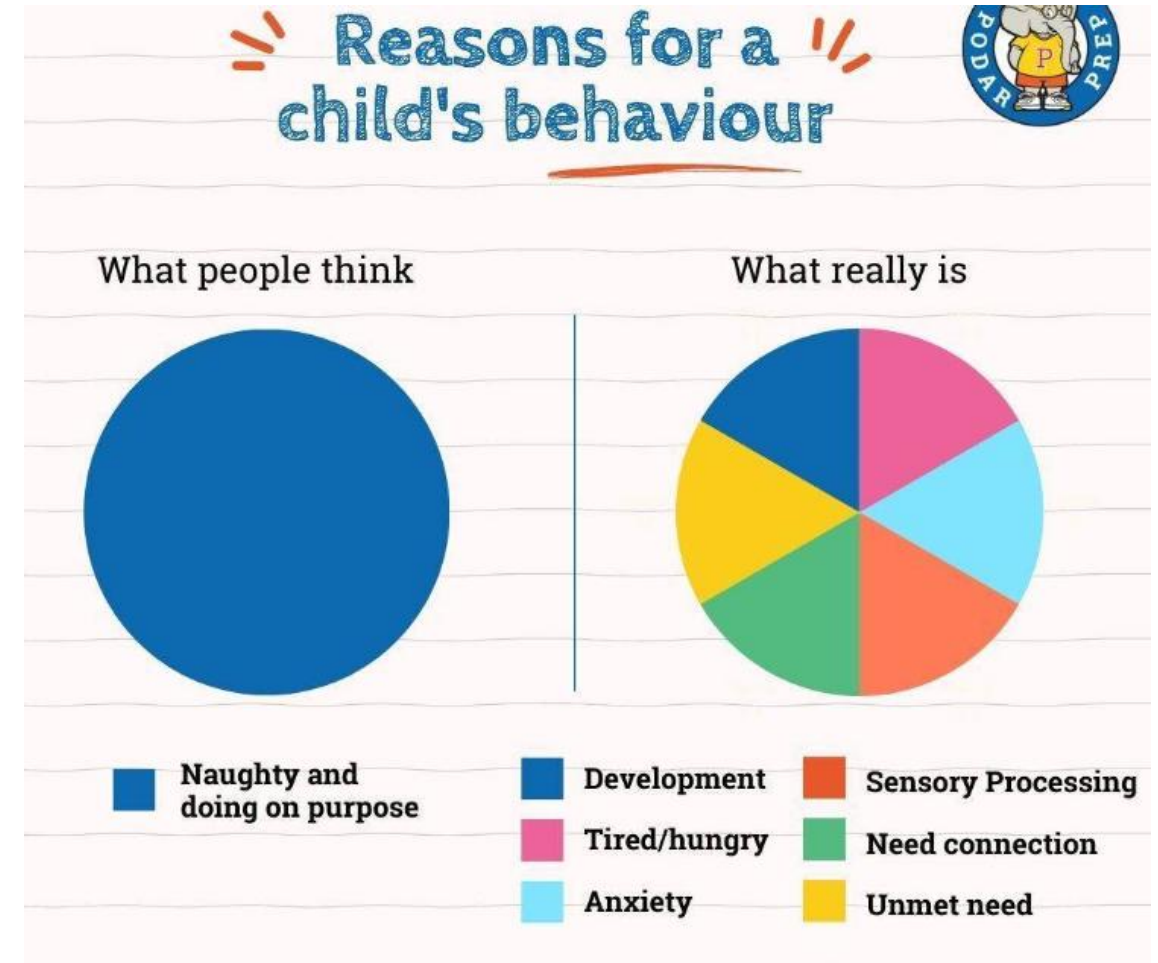 Reasons for a
child's behaviour
PODAR PREP
P
What people think
What really is
Naughty and
doing on purpose
Development
Tired/hungry
Anxiety
Sensory Processing
Need connection
Unmet need